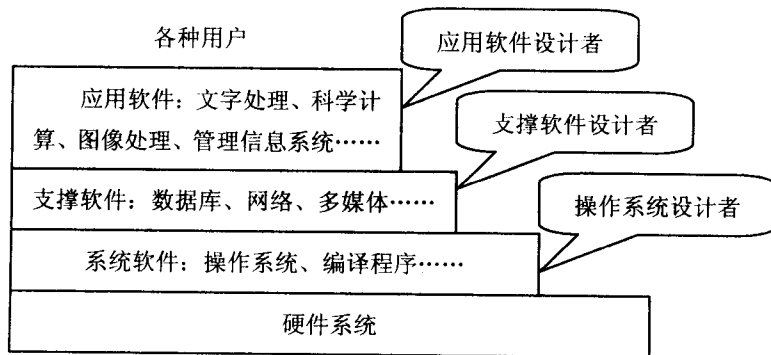 各种用户
应用软件设计者
应用软件：文字处理、科学计
算、图像处理、管理信息系统……
支撑软件设计者
支撑软件：数据库、网络、多媒体……
操作系统设计者
系统软件：操作系统、编译程序……
硬件系统